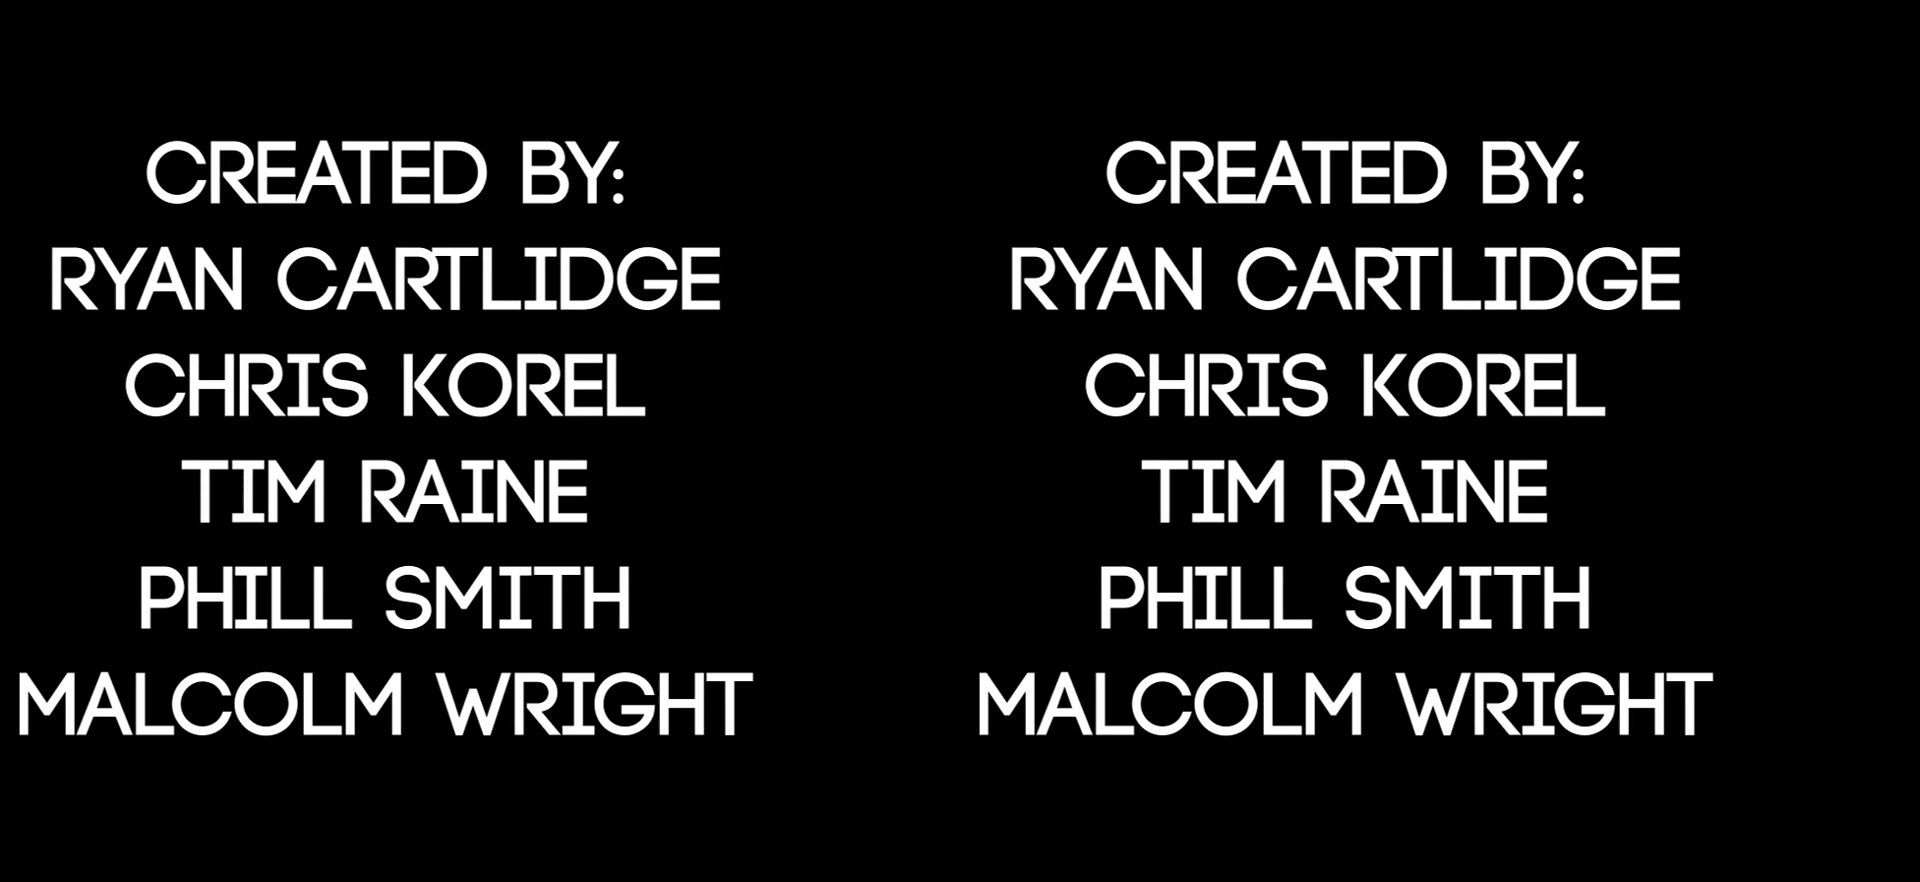 CREATED BY:
RYAN CARTLIDGE
CHRIS KOREL
TIM RAINE
PHILL SMITH
MALCOLM WRIGHT
CREATED BY:
RYAN CARTLIDGE
CHRIS KOREL
TIM RAINE
PHILL SMITH
MALCOLM WRIGHT